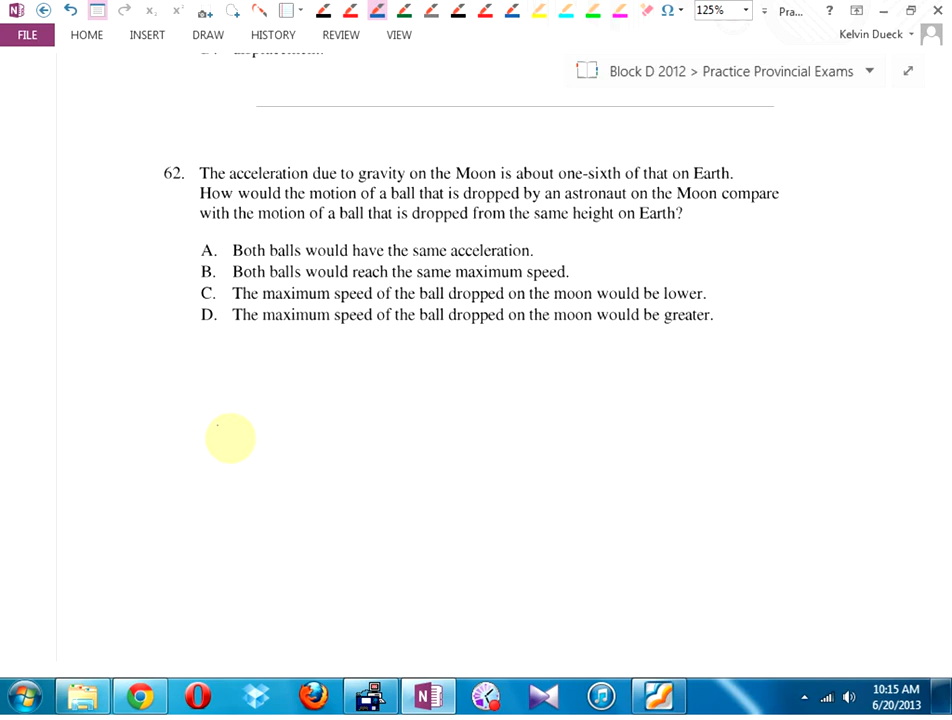 125%
Pra...
?
Kelvin Dueck
FILE HOME INSERT DRAW HISTORY REVIEW VIEW
Block D 2012 > Practice Provincial Exams
62. The acceleration due to gravity on the Moon is about one-sixth of that on Earth.
How would the motion of a ball that is dropped by an astronaut on the Moon compare
with the motion of a ball that is dropped from the same height on Earth?
A. Both balls would have the same acceleration.
B. Both balls would reach the same maximum speed.
C. The maximum speed of the ball dropped on the moon would be lower.
D. The maximum speed of the ball dropped on the moon would be greater.
10:15 AM
6/20/2013